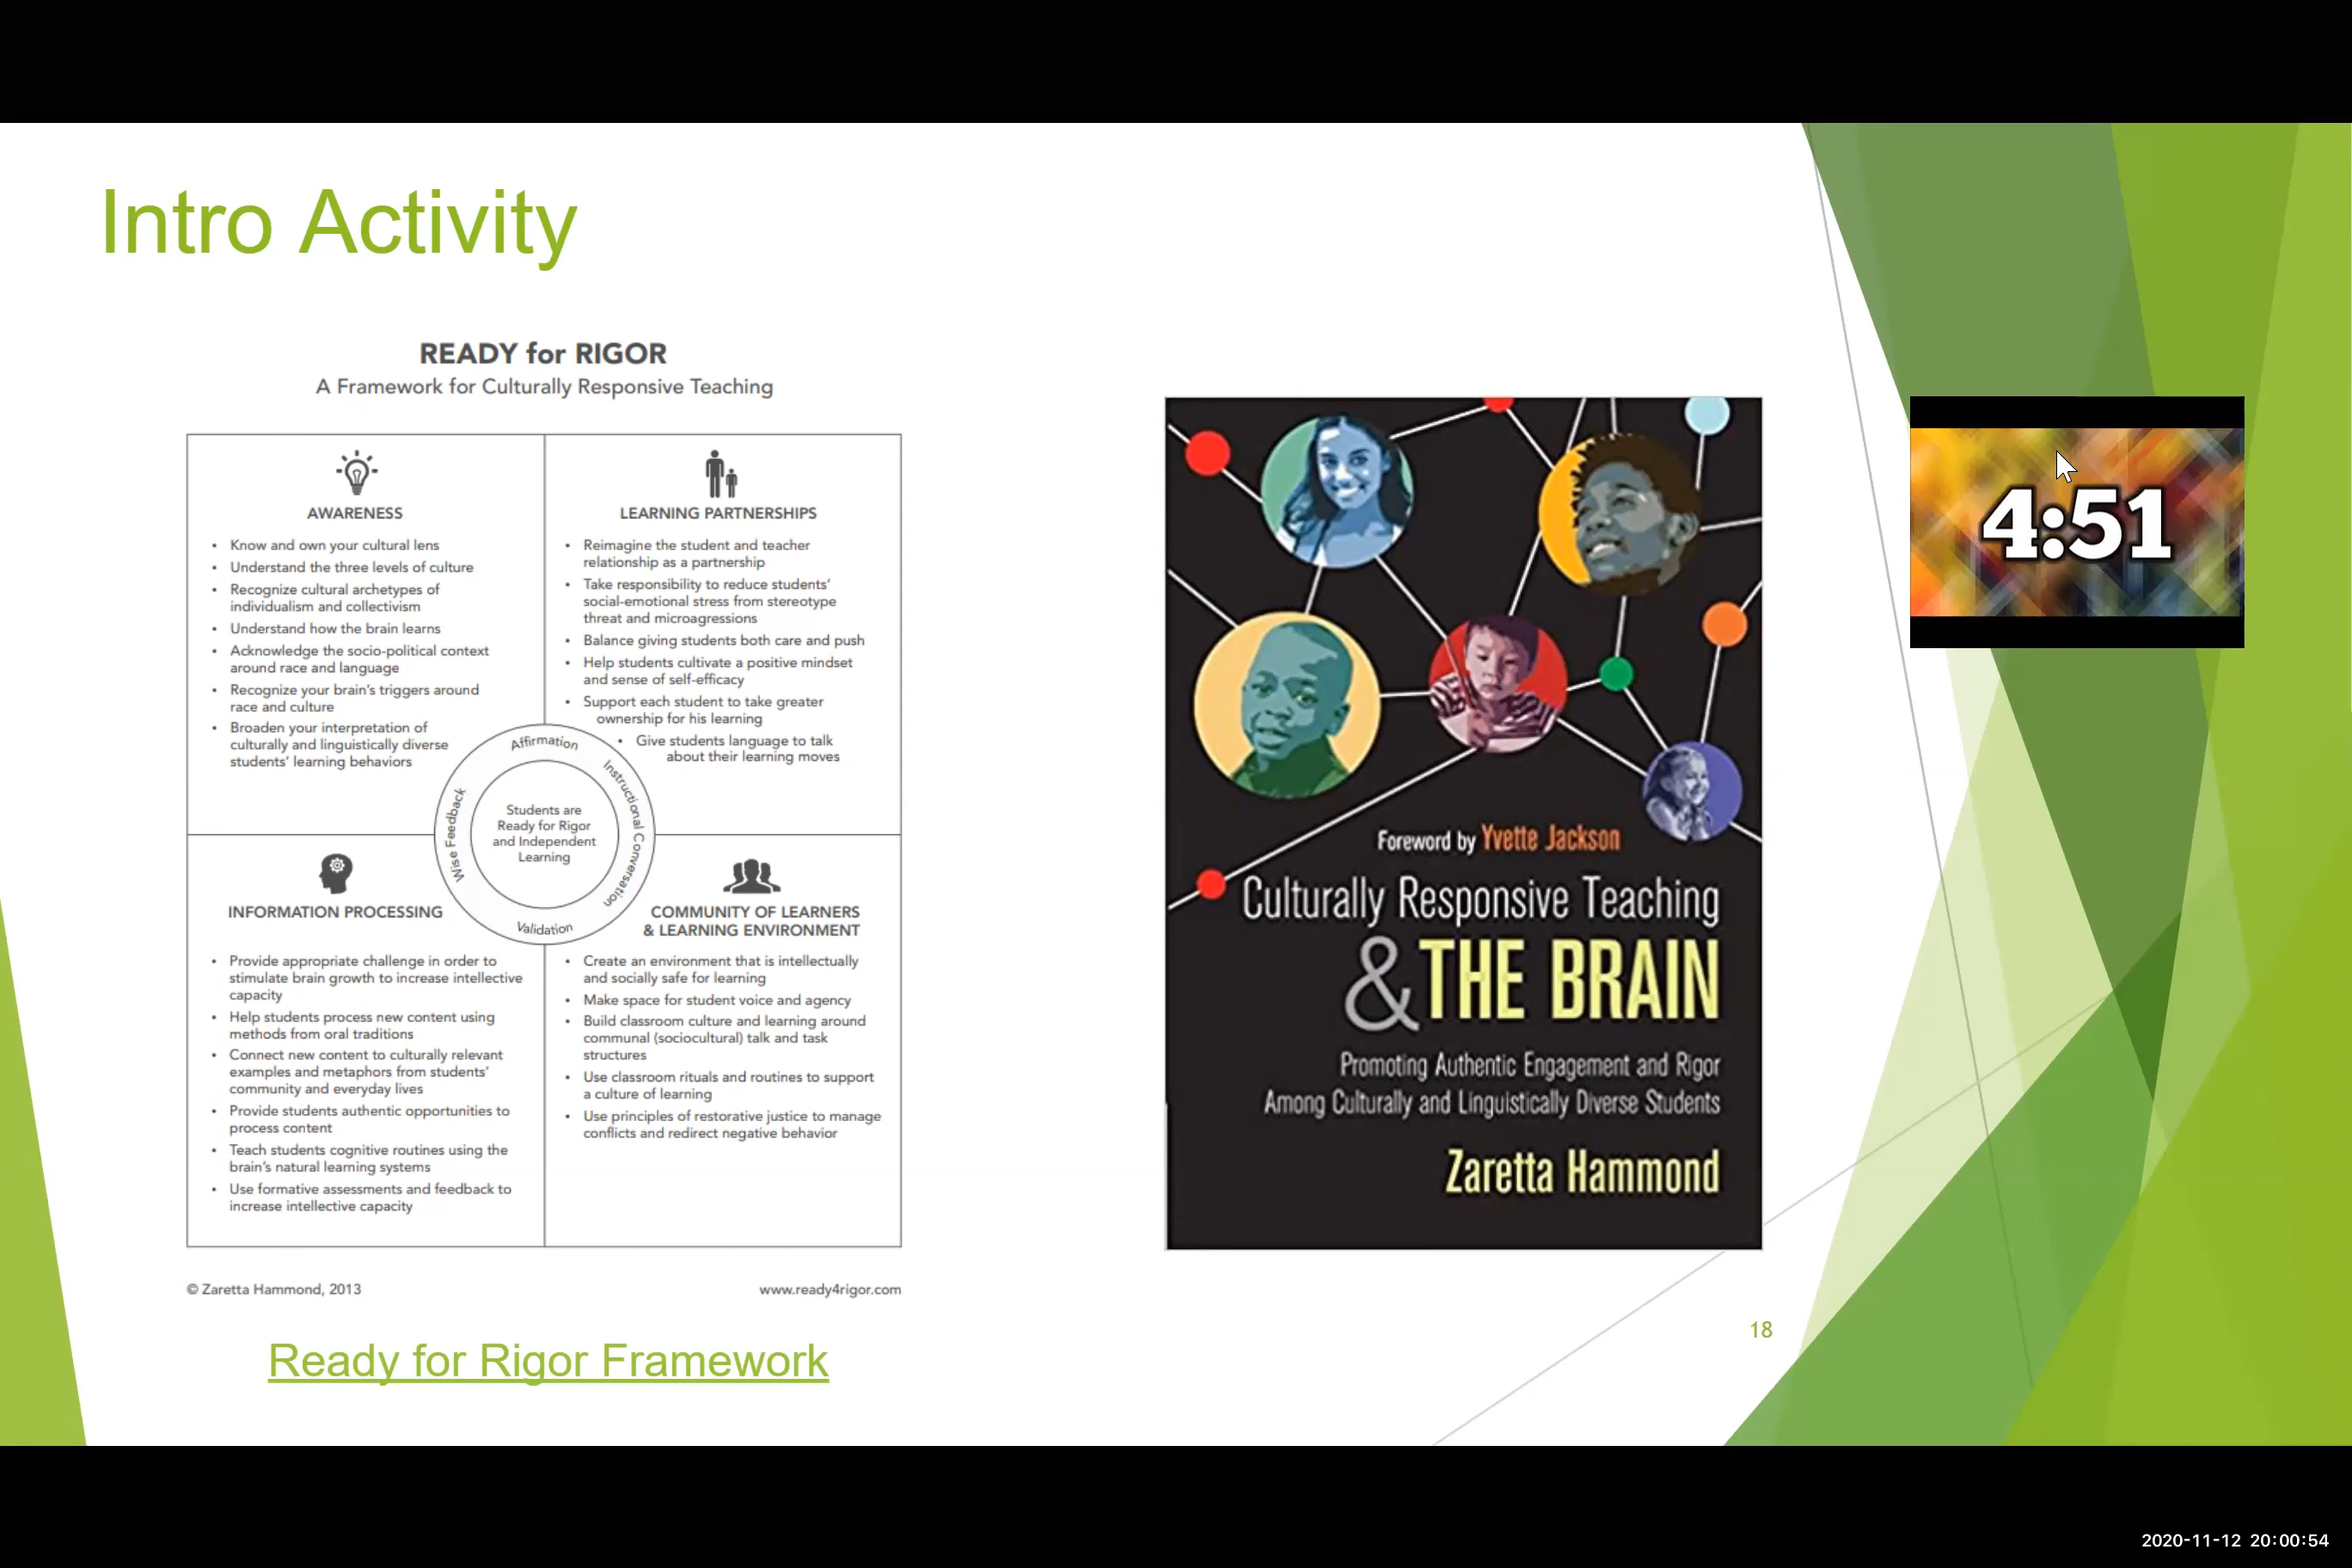 Intro Activity
READY for RIGOR
A Framework for Culturally Responsive Teaching
AWARENESS
• Know and own your cultural lens
• Understand the three levels of culture
• Recognize cultural archetypes of
individualism and collectivism
• Understand how the brain learns
• Acknowledge the socio-political context
around race and language
• Recognize your brain's triggers around
race and culture
• Broaden your interpretation of
culturally and linguistically diverse
students' learning behaviors
LEARNING PARTNERSHIPS
• Reimagine the student and teacher
relationship as a partnership
• Take responsibility to reduce students'
social-emotional stress from stereotype
threat and microagressions
• Balance giving students both care and push
• Help students cultivate a positive mindset
and sense of self-efficacy
• Support each student to take greater
ownership for his learning
• Give students language to talk
about their learning moves
Affirmation
Instructional Conversation
Validation
Wise Feedback
Students are
Ready for Rigor
and Independent
Learning
INFORMATION PROCESSING
• Provide appropriate challenge in order to
stimulate brain growth to increase intellective
capacity
• Help students process new content using
methods from oral traditions
• Connect new content to culturally relevant
examples and metaphors from students'
community and everyday lives
• Provide students authentic opportunities to
process content
• Teach students cognitive routines using the
brain's natural learning systems
• Use formative assessments and feedback to
increase intellective capacity
COMMUNITY OF LEARNERS
& LEARNING ENVIRONMENT
• Create an environment that is intellectually
and socially safe for learning
• Make space for student voice and agency
• Build classroom culture and learning around
communal (sociocultural) talk and task
structures
• Use classroom rituals and routines to support
a culture of learning
• Use principles of restorative justice to manage
conflicts and redirect negative behavior
© Zaretta Hammond, 2013
www.ready4rigor.com
Ready for Rigor Framework
Foreword by Yvette Jackson
Culturally Responsive Teaching
& THE BRAIN
Promoting Authentic Engagement and Rigor
Among Culturally and Linguistically Diverse Students
Zaretta Hammond
4:51
18
2020-11-12 20:00:54